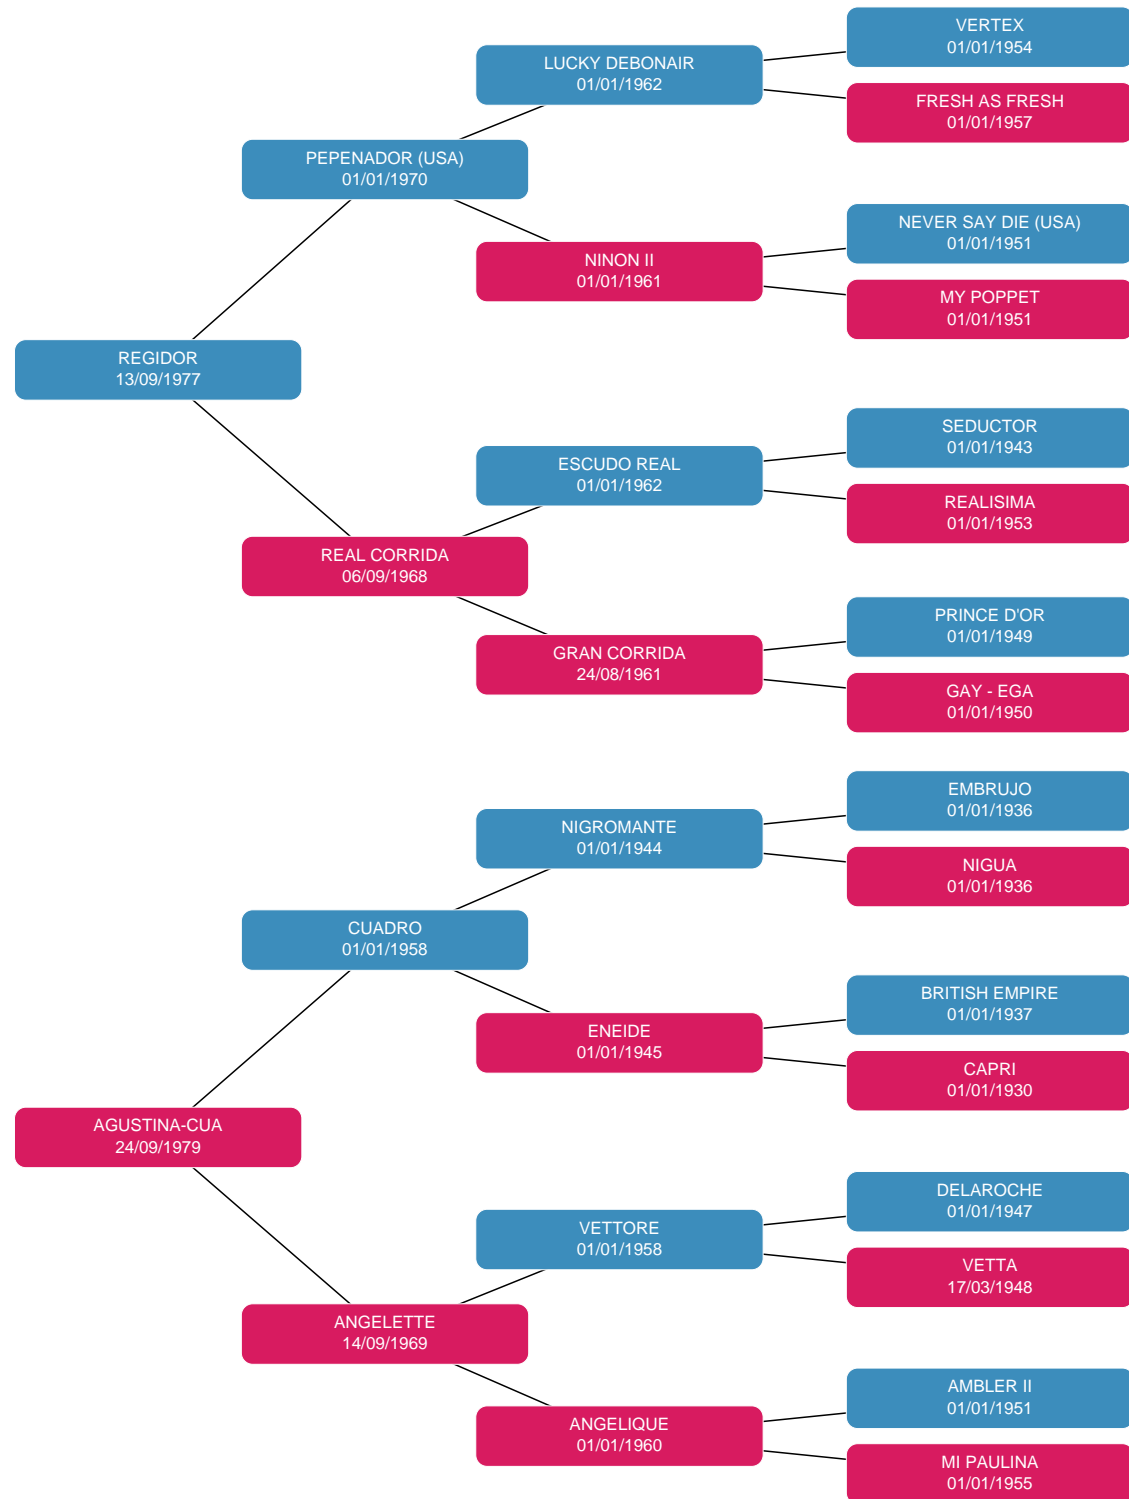 VERTEX
01/01/1954
LUCKY DEBONAIR
01/01/1962
FRESH AS FRESH
01/01/1957
PEPENADOR (USA)
01/01/1970
NEVER SAY DIE (USA)
01/01/1951
NINON II
01/01/1961
MY POPPET
01/01/1951
REGIDOR
13/09/1977
SEDUCTOR
01/01/1943
ESCUDO REAL
01/01/1962
REALISIMA
01/01/1953
REAL CORRIDA
06/09/1968
PRINCE D'OR
01/01/1949
GRAN CORRIDA
24/08/1961
GAY - EGA
01/01/1950
EMBRUJO
01/01/1936
NIGROMANTE
01/01/1944
NIGUA
01/01/1936
CUADRO
01/01/1958
BRITISH EMPIRE
01/01/1937
ENEIDE
01/01/1945
CAPRI
01/01/1930
AGUSTINA-CUA
24/09/1979
DELAROCHE
01/01/1947
VETTORE
01/01/1958
VETTA
17/03/1948
ANGELETTE
14/09/1969
AMBLER II
01/01/1951
ANGELIQUE
01/01/1960
MI PAULINA
01/01/1955